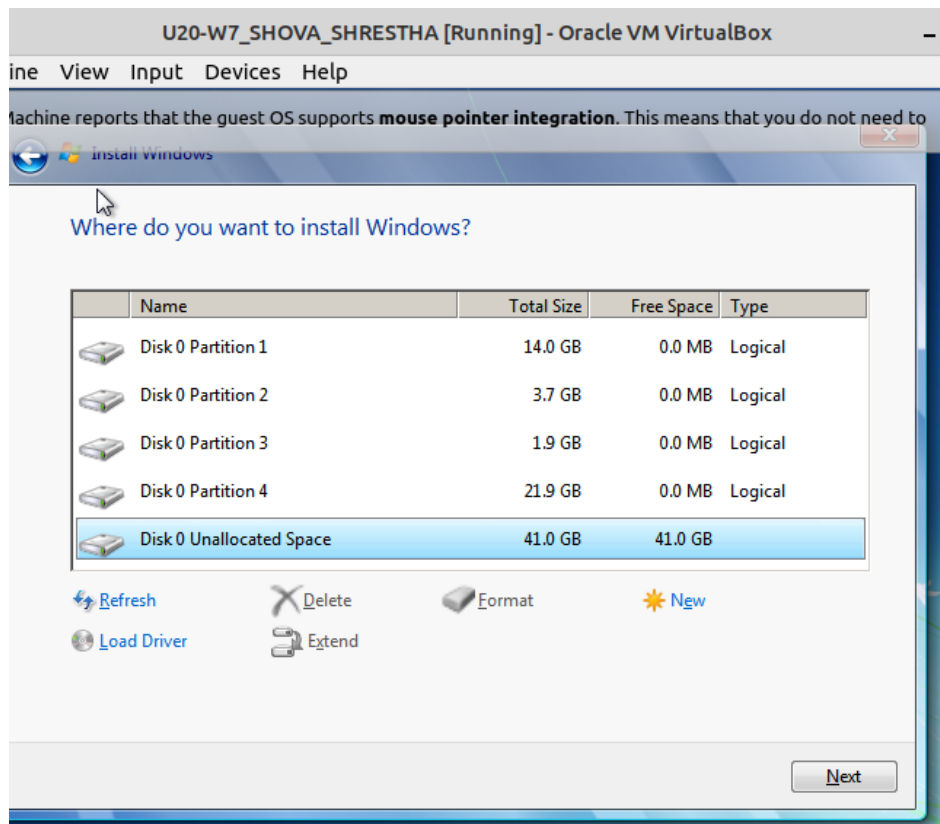 U20-W7_SHOVA_SHRESTHA [Running] - Oracle VM VirtualBox
ine View Input Devices Help
Machine reports that the guest OS supports mouse pointer integration. This means that you do not need to
Install Windows
Where do you want to install Windows?
Name Total Size Free Space Type
Disk 0 Partition 1 14.0 GB 0.0 MB Logical
Disk 0 Partition 2 3.7 GB 0.0 MB Logical
Disk 0 Partition 3 1.9 GB 0.0 MB Logical
Disk 0 Partition 4 21.9 GB 0.0 MB Logical
Disk 0 Unallocated Space 41.0 GB 41.0 GB
Refresh Delete Format New
Load Driver Extend
Next